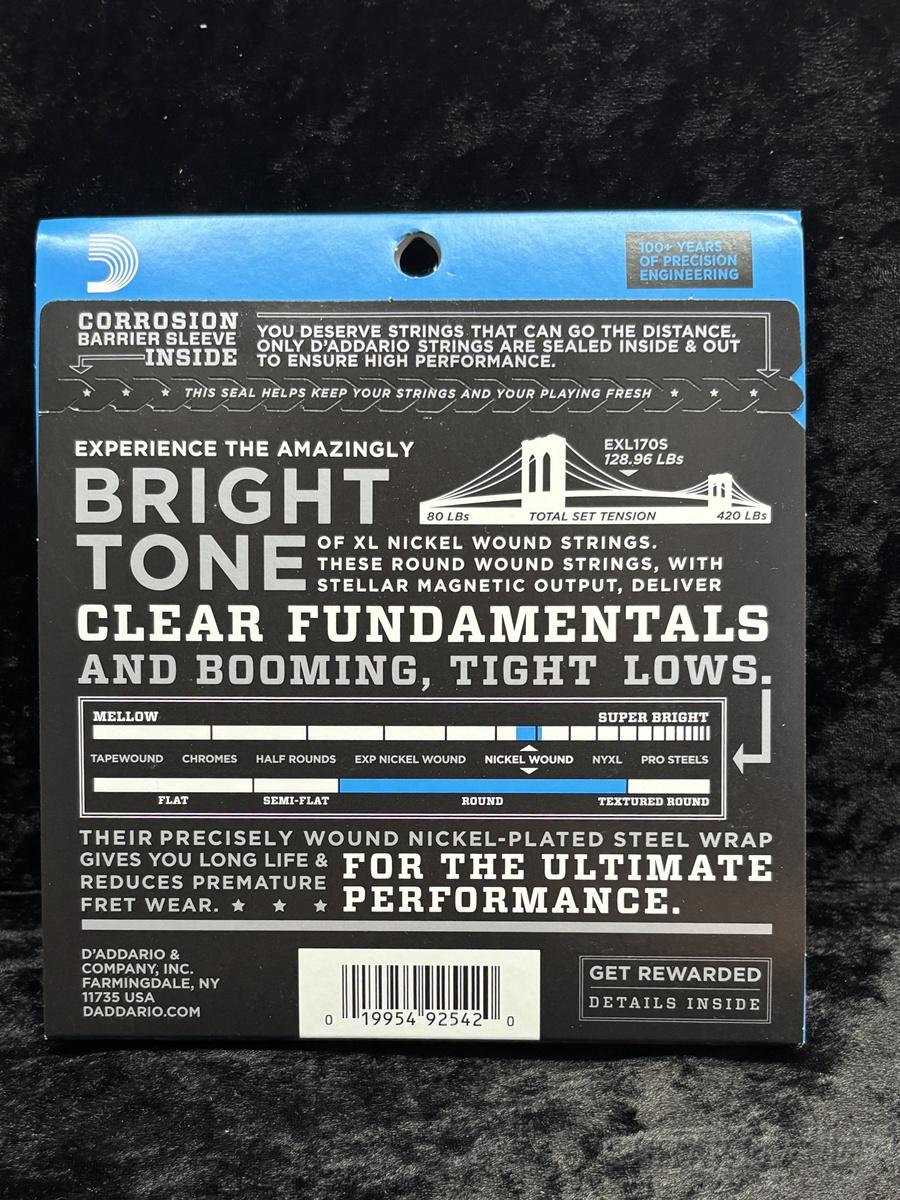 100+ YEARS
OF PRECISION
ENGINEERING
CORROSION
BARRIER SLEEVE
INSIDE
YOU DESERVE STRINGS THAT CAN GO THE DISTANCE.
ONLY D'ADDARIO STRINGS ARE SEALED INSIDE & OUT
TO ENSURE HIGH PERFORMANCE.
THIS SEAL HELPS KEEP YOUR STRINGS AND YOUR PLAYING FRESH
EXPERIENCE THE AMAZINGLY
BRIGHT
TONE
EXL170S
128.96 LBs
80 LBs TOTAL SET TENSION 420 LBs
OF XL NICKEL WOUND STRINGS.
THESE ROUND WOUND STRINGS, WITH
STELLAR MAGNETIC OUTPUT, DELIVER
CLEAR FUNDAMENTALS
AND BOOMING, TIGHT LOWS.
MELLOW SUPER BRIGHT
TAPEWOUND CHROMES HALF ROUNDS EXP NICKEL WOUND NICKEL WOUND NYXL PRO STEELS
FLAT SEMI-FLAT ROUND TEXTURED ROUND
THEIR PRECISELY WOUND NICKEL-PLATED STEEL WRAP
GIVES YOU LONG LIFE &
REDUCES PREMATURE
FRET WEAR.
FOR THE ULTIMATE
PERFORMANCE.
D'ADDARIO &
COMPANY, INC.
FARMINGDALE, NY
11735 USA
DADDARIO.COM
0 19954 92542 0
GET REWARDED
DETAILS INSIDE